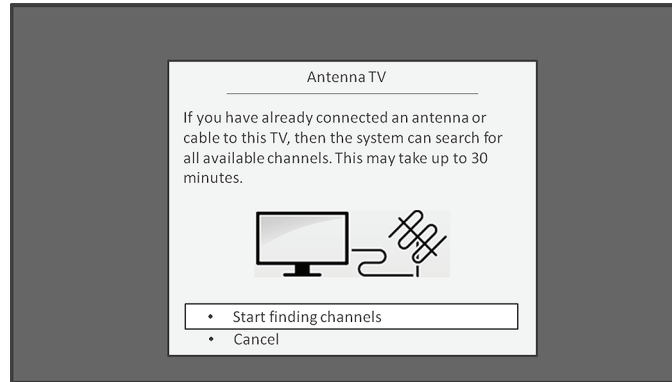 Antenna TV
If you have already connected an antenna or
cable to this TV, then the system can search for
all available channels. This may take up to 30
minutes.
• Start finding channels
• Cancel